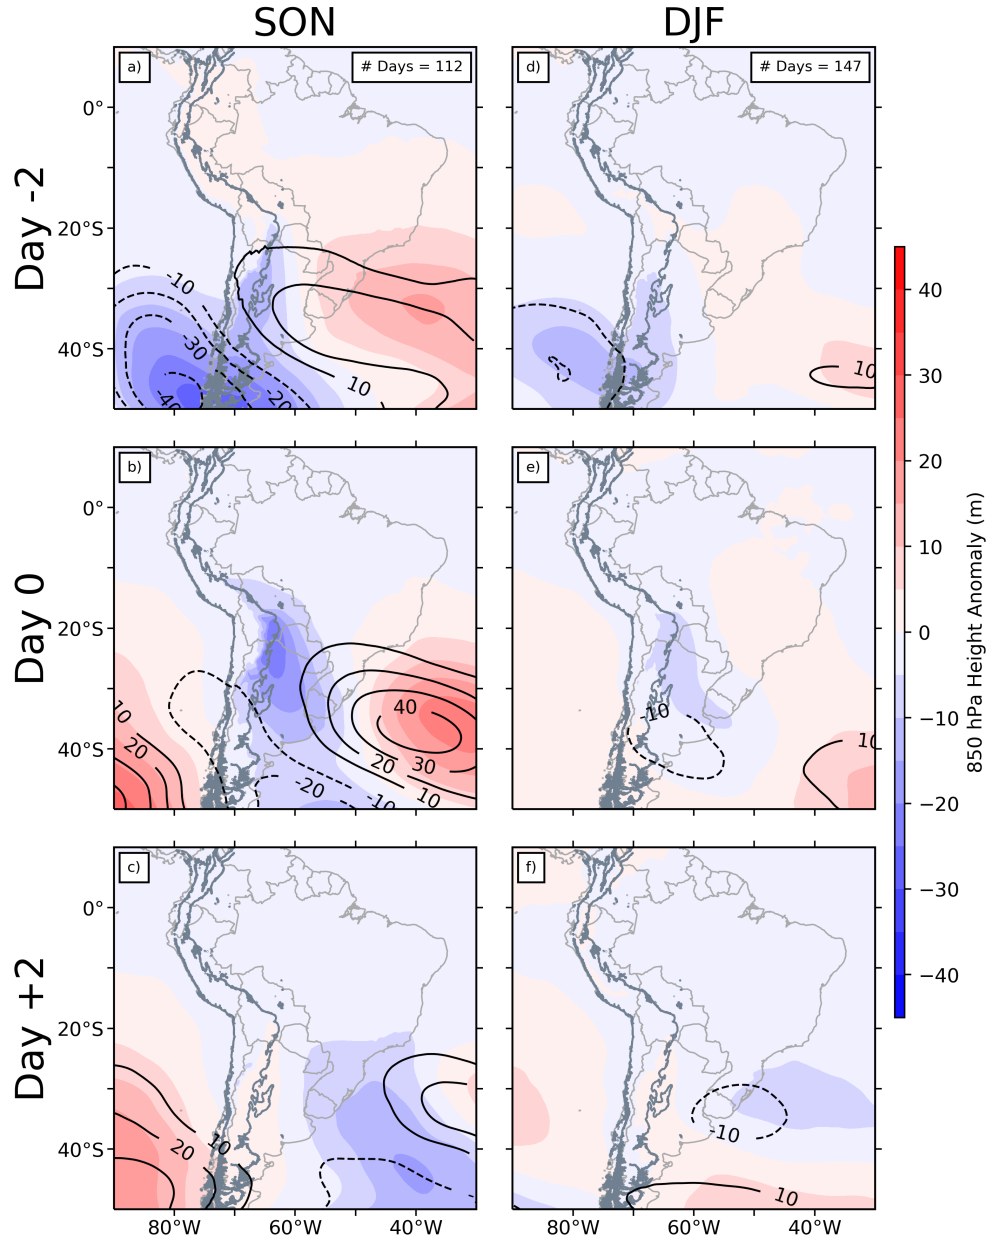 SON
DJF
Day -2
a)
# Days = 112
0°
20°S
40°S
-10
-30
-40
-20
10
d)
# Days = 147
10
Day 0
b)
0°
20°S
40°S
10
20
-20
-10
40
30
20
10
e)
-10
10
Day +2
c)
0°
20°S
40°S
20
10
80°W
60°W
40°W
f)
-10
10
80°W
60°W
40°W
40
30
20
10
0
−10
−20
−30
−40
850 hPa Height Anomaly (m)